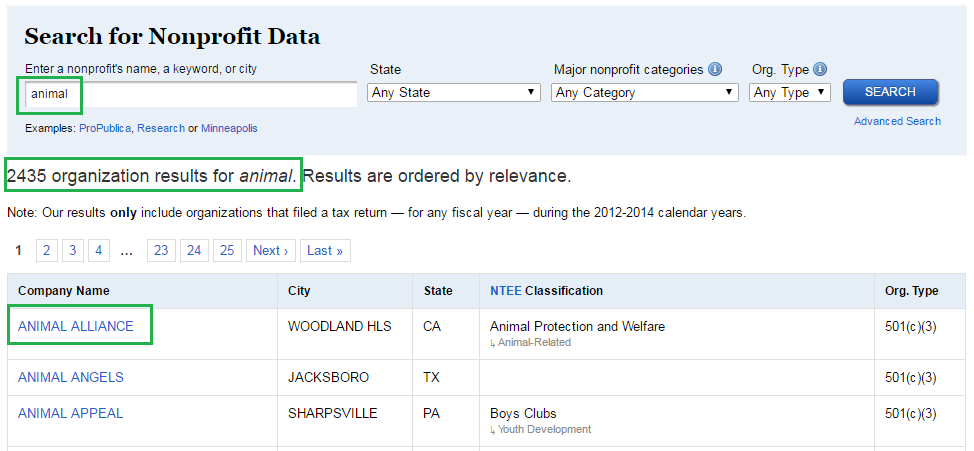 Search for Nonprofit Data
Enter a nonprofit's name, a keyword, or city
State
Major nonprofit categories
Org. Type
animal
Any State
Any Category
Any Type
SEARCH
Examples: ProPublica, Research or Minneapolis
Advanced Search
2435 organization results for animal. Results are ordered by relevance.
Note: Our results only include organizations that filed a tax return — for any fiscal year — during the 2012-2014 calendar years.
1 2 3 4 ... 23 24 25 Next › Last »
Company Name City State NTEE Classification Org. Type
ANIMAL ALLIANCE WOODLAND HLS CA Animal Protection and Welfare 501(c)(3)
Animal-Related
ANIMAL ANGELS JACKSBORO TX 501(c)(3)
ANIMAL APPEAL SHARPSVILLE PA Boys Clubs 501(c)(3)
Youth Development